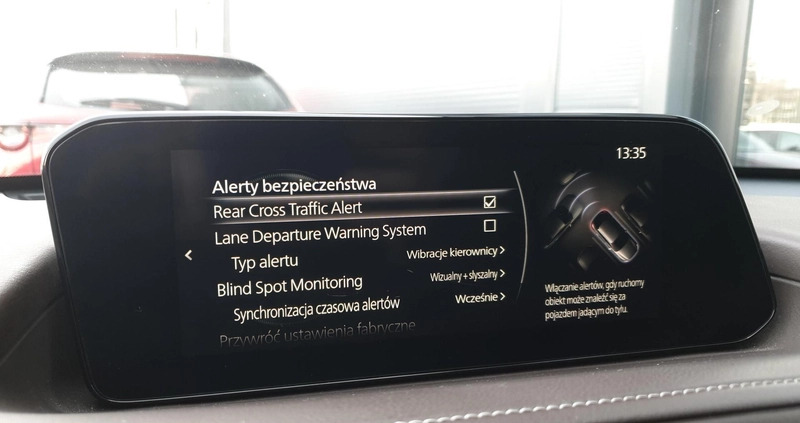 13:35
Alerty bezpieczeństwa
Rear Cross Traffic Alert
Lane Departure Warning System
Typ alertu Wibracje kierownicy
Blind Spot Monitoring Wizualny + słyszalny
Synchronizacja czasowa alertów Wcześnie
Przywróć ustawienia fabryczne
Włączanie alertów, gdy ruchomy
obiekt może znaleźć się za
pojazdem jadącym do tyłu.